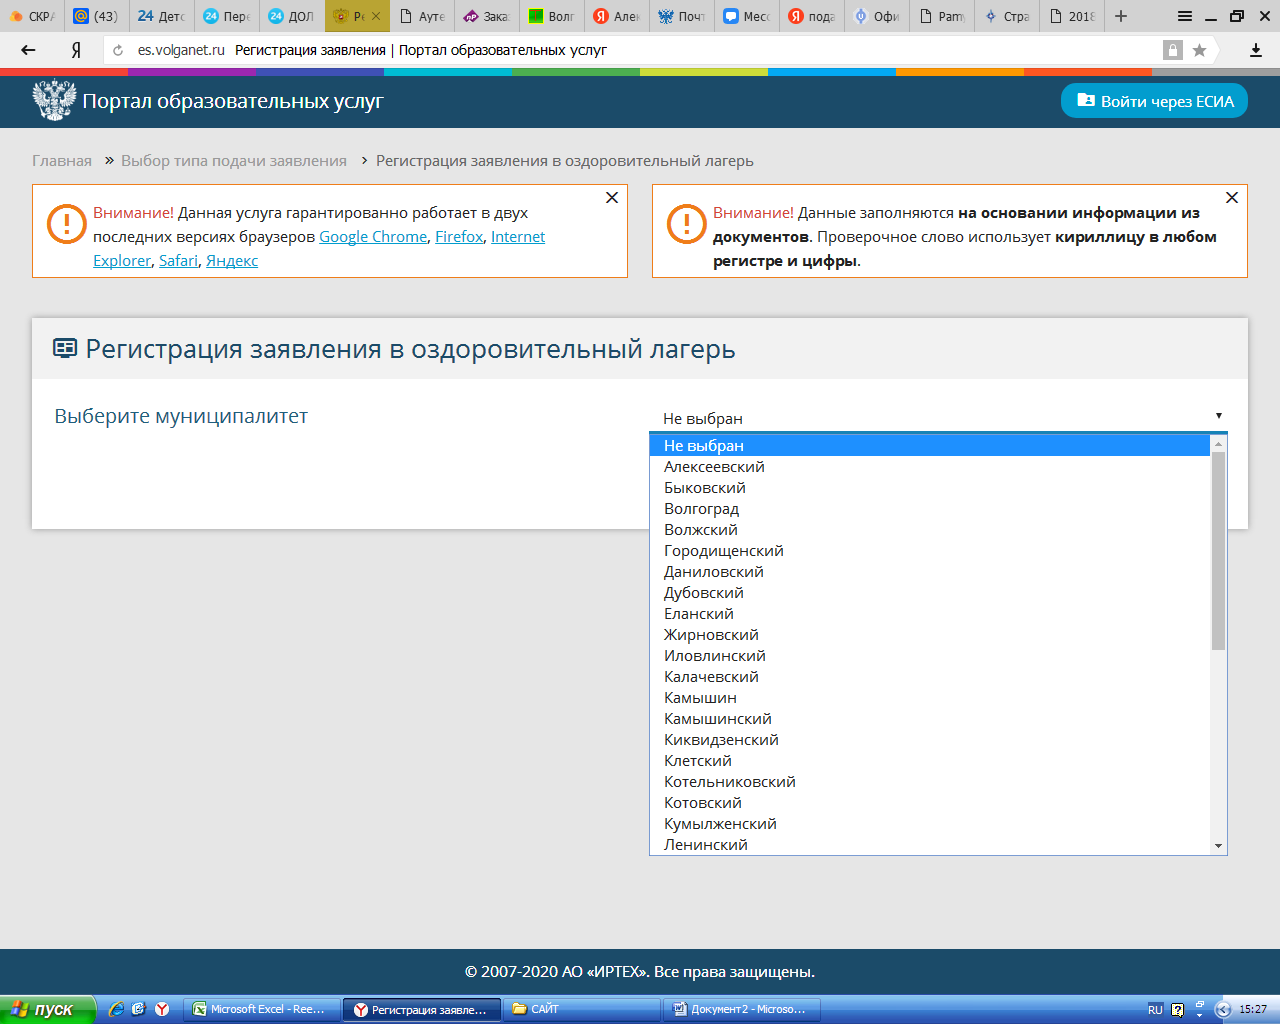 СКРА (43) Детс Пере ДОЛ Ре Ауте Зака Волг Алек Почт Месс пода Офи Pamy Стра 2018
es.volganet.ru Регистрация заявления | Портал образовательных услуг
Портал образовательных услуг
Войти через ЕСИА
Главная » Выбор типа подачи заявления › Регистрация заявления в оздоровительный лагерь
Внимание! Данная услуга гарантированно работает в двух
последних версиях браузеров Google Chrome, Firefox, Internet
Explorer, Safari, Яндекс
Внимание! Данные заполняются на основании информации из
документов. Проверочное слово использует кириллицу в любом
регистре и цифры.
Регистрация заявления в оздоровительный лагерь
Выберите муниципалитет
Не выбран
Не выбран
Алексеевский
Быковский
Волгоград
Волжский
Городищенский
Даниловский
Дубовский
Еланский
Жирновский
Иловлинский
Калачевский
Камышин
Камышинский
Киквидзенский
Клетский
Котельниковский
Котовский
Кумылженский
Ленинский
© 2007-2020 АО «ИРТЕХ». Все права защищены.
пуск
Microsoft Excel - Ree...
Регистрация заявле...
САЙТ
Документ2 - Microso...
RU
15:27